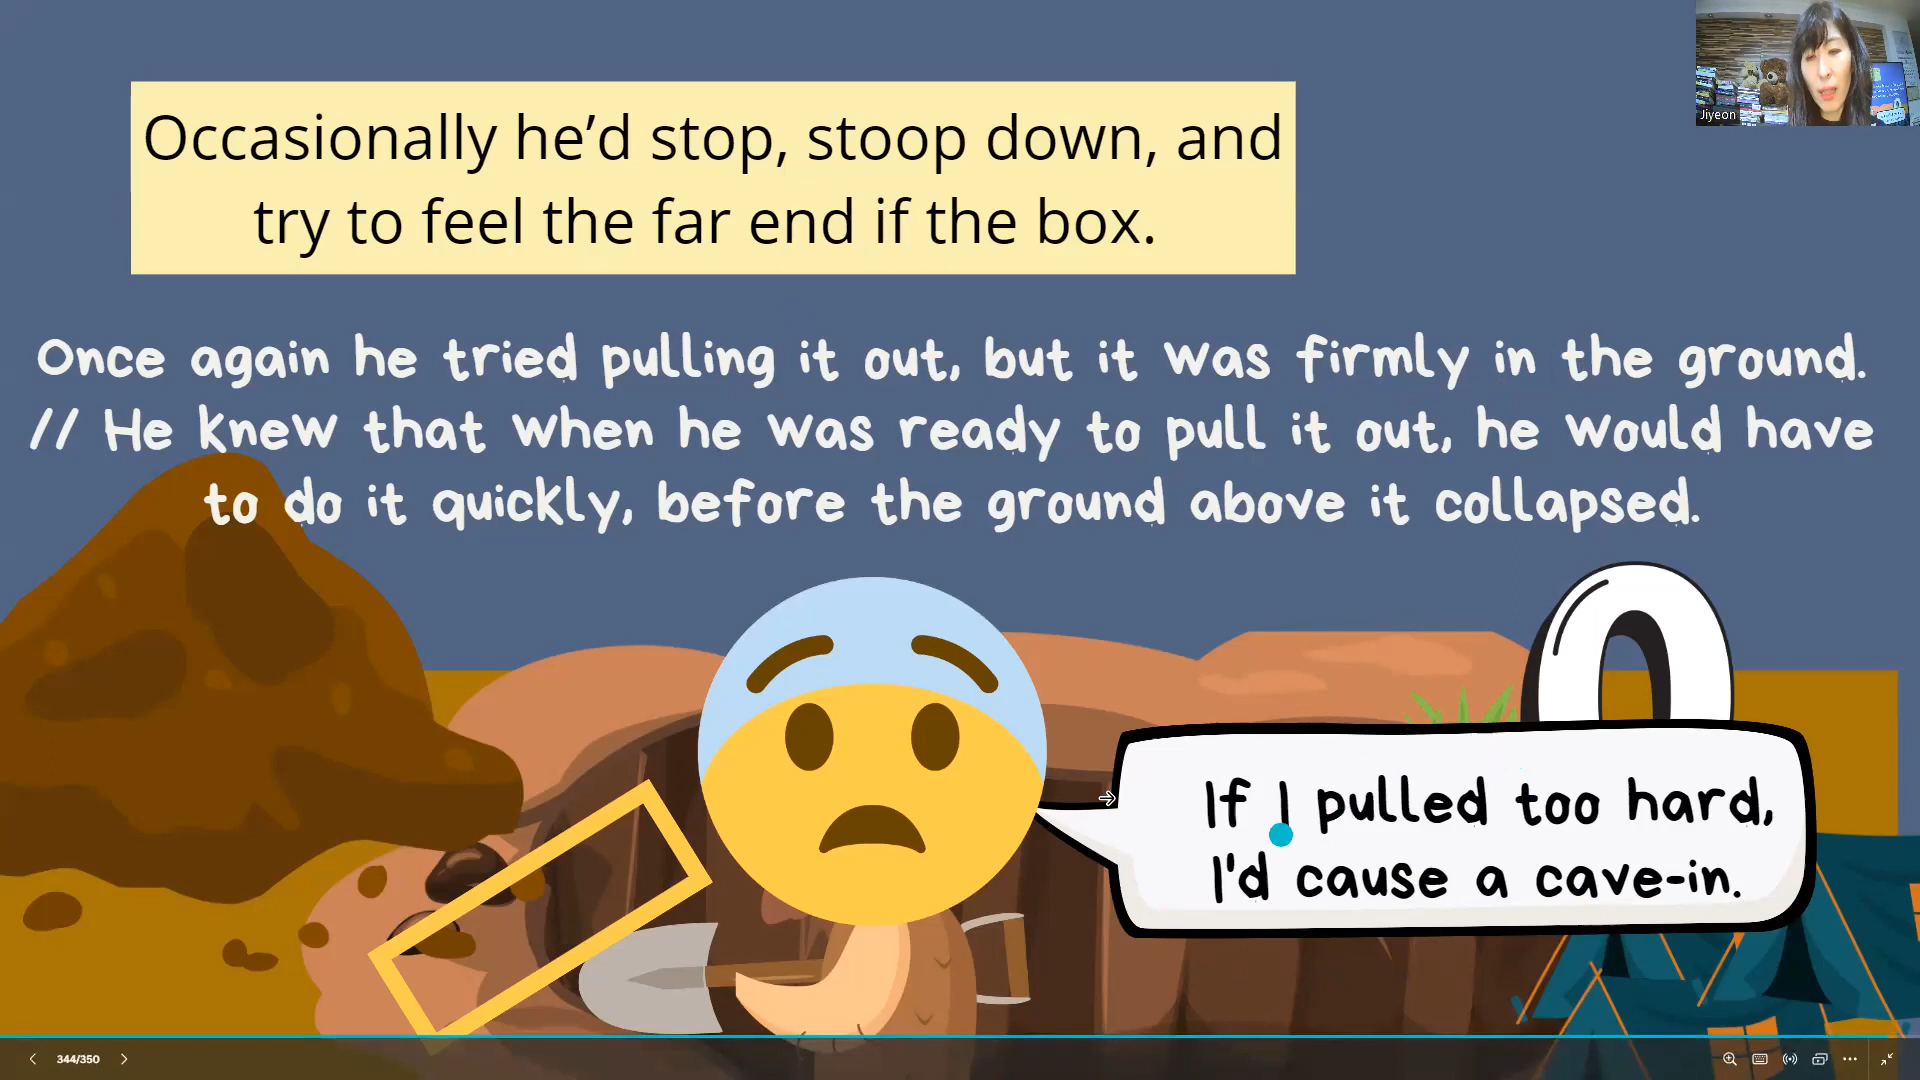 Jiyeon
Occasionally he’d stop, stoop down, and
try to feel the far end if the box.
Once again he tried pulling it out, but it was firmly in the ground.
// He knew that when he was ready to pull it out, he would have
to do it quickly, before the ground above it collapsed.
0
If I pulled too hard,
I'd cause a cave-in.
344/350